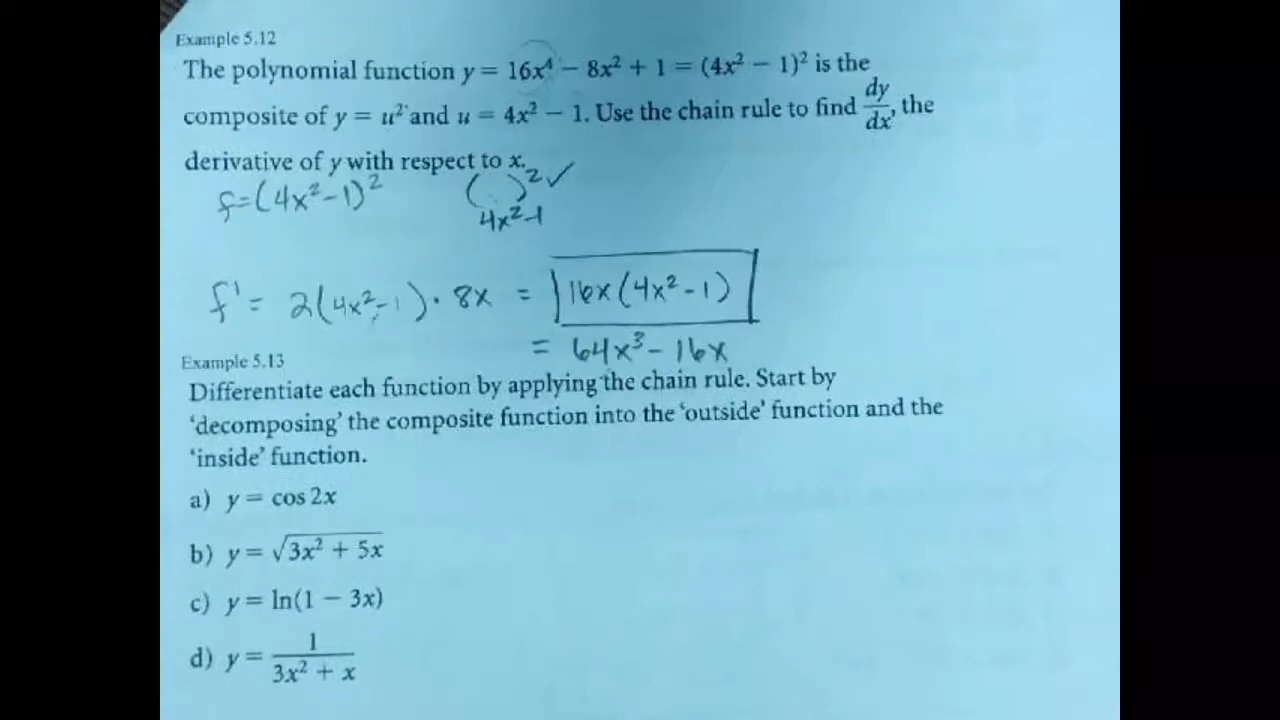 Example 5.12
The polynomial function y = 16x⁴ − 8x² + 1 = (4x² − 1)² is the
composite of y = u² and u = 4x² − 1. Use the chain rule to find dy/dx, the
derivative of y with respect to x.
f=(4x²-1)² ( )² ✓
4x²-1
f' = 2(4x²-1)·8x = 16x(4x²-1)
= 64x³-16x
Example 5.13
Differentiate each function by applying the chain rule. Start by
'decomposing' the composite function into the 'outside' function and the
'inside' function.
a) y = cos 2x
b) y = √(3x² + 5x)
c) y = ln(1 − 3x)
d) y = 1/(3x² + x)